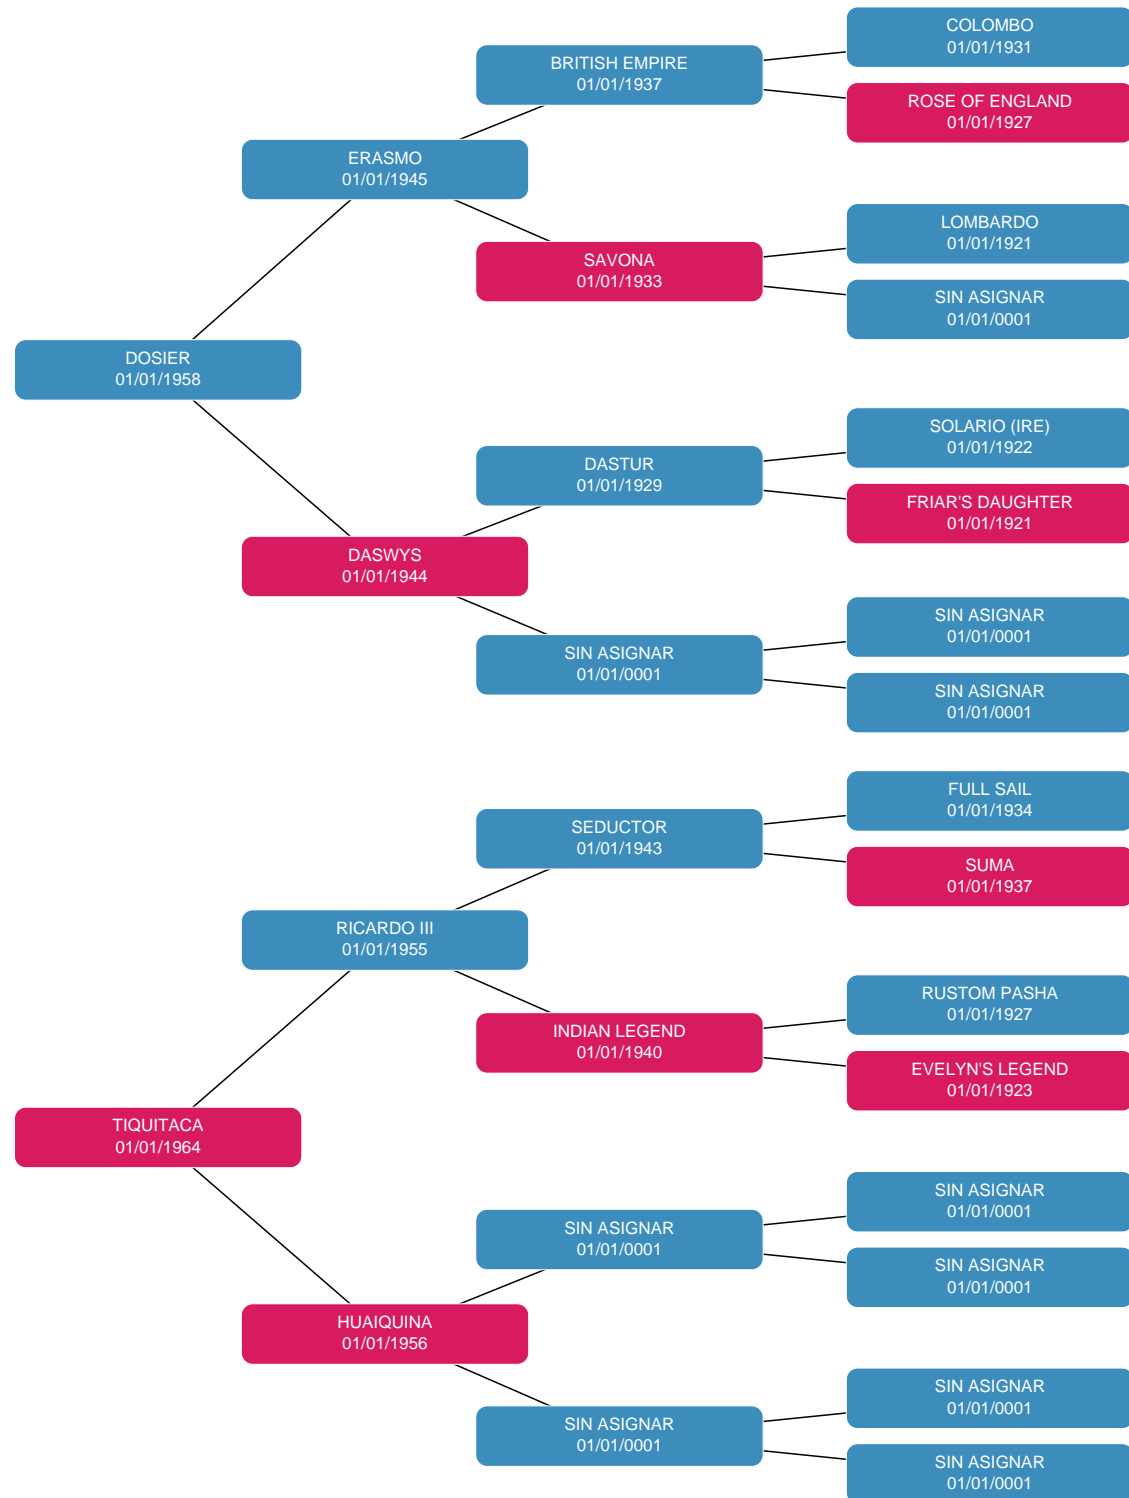 COLOMBO
01/01/1931
BRITISH EMPIRE
01/01/1937
ROSE OF ENGLAND
01/01/1927
ERASMO
01/01/1945
LOMBARDO
01/01/1921
SAVONA
01/01/1933
SIN ASIGNAR
01/01/0001
DOSIER
01/01/1958
SOLARIO (IRE)
01/01/1922
DASTUR
01/01/1929
FRIAR'S DAUGHTER
01/01/1921
DASWYS
01/01/1944
SIN ASIGNAR
01/01/0001
SIN ASIGNAR
01/01/0001
SIN ASIGNAR
01/01/0001
FULL SAIL
01/01/1934
SEDUCTOR
01/01/1943
SUMA
01/01/1937
RICARDO III
01/01/1955
RUSTOM PASHA
01/01/1927
INDIAN LEGEND
01/01/1940
EVELYN'S LEGEND
01/01/1923
TIQUITACA
01/01/1964
SIN ASIGNAR
01/01/0001
SIN ASIGNAR
01/01/0001
SIN ASIGNAR
01/01/0001
HUAIQUINA
01/01/1956
SIN ASIGNAR
01/01/0001
SIN ASIGNAR
01/01/0001
SIN ASIGNAR
01/01/0001